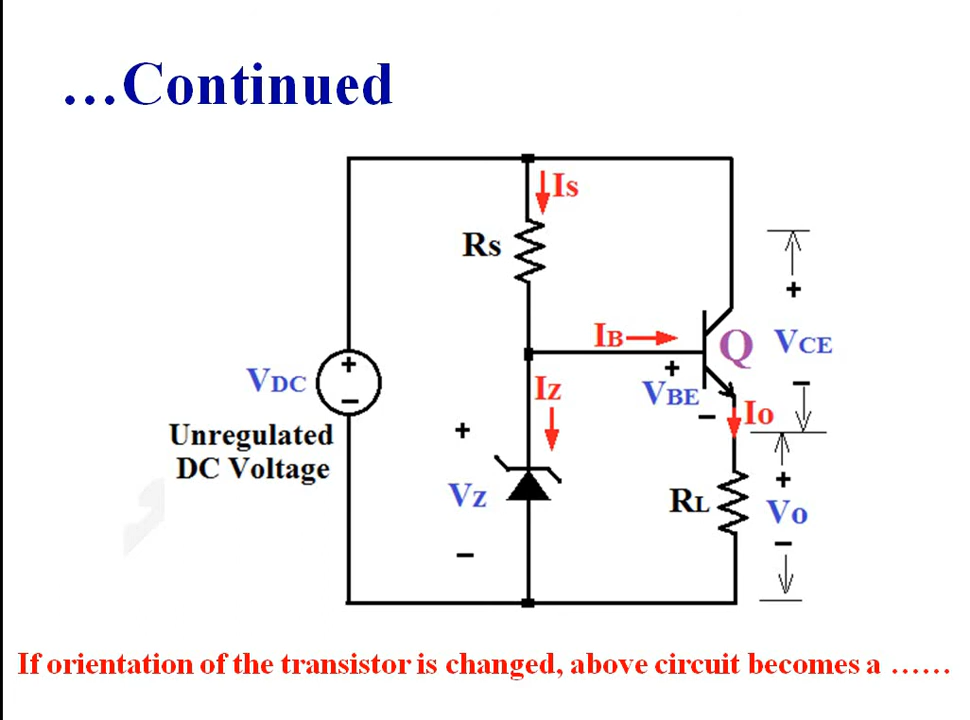 …Continued
Is
Rs
IB
Q
VCE
+
−
VDC
+
−
Unregulated
DC Voltage
Iz
+
VBE
−
Io
+
Vz
−
RL
+
Vo
−
If orientation of the transistor is changed, above circuit becomes a ……